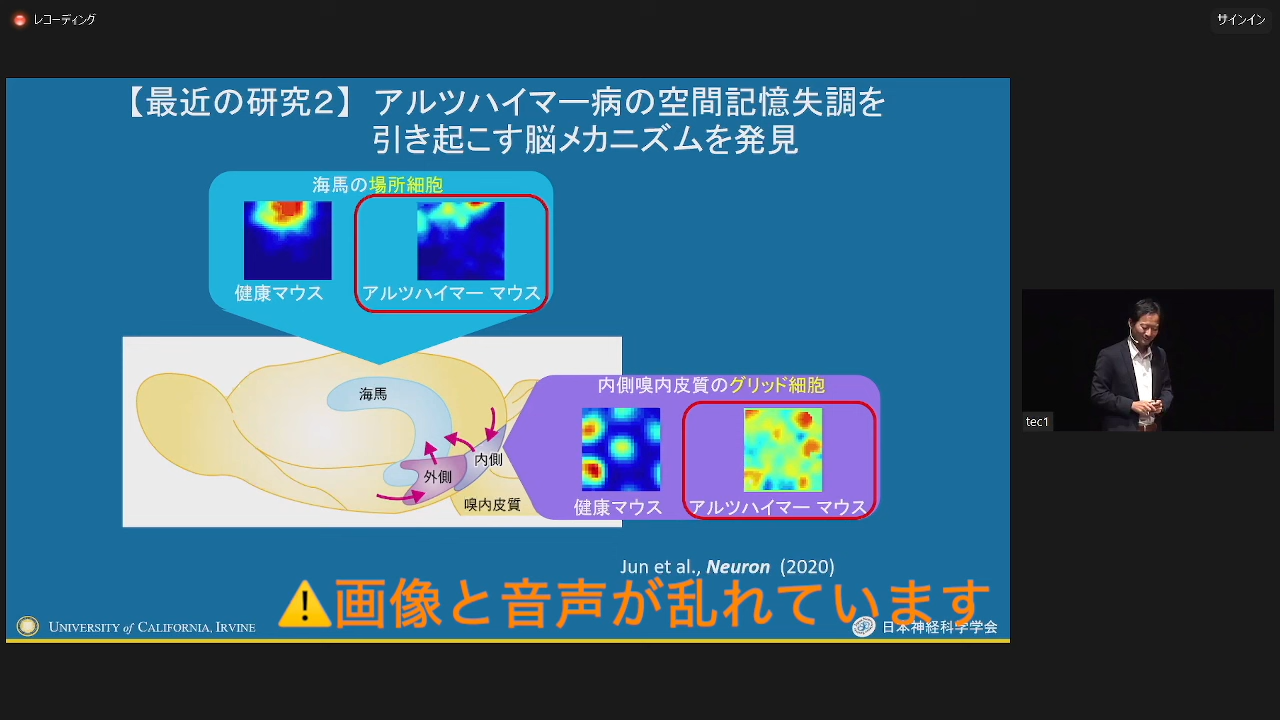 レコーディング
サインイン
【最近の研究２】 アルツハイマー病の空間記憶失調を
引き起こす脳メカニズムを発見
海馬の場所細胞
健康マウス
アルツハイマー マウス
海馬
内側
外側
嗅内皮質
内側嗅内皮質のグリッド細胞
健康マウス
アルツハイマー マウス
tec1
Jun et al., Neuron (2020)
⚠画像と音声が乱れています
UNIVERSITY of CALIFORNIA, IRVINE
日本神経科学学会